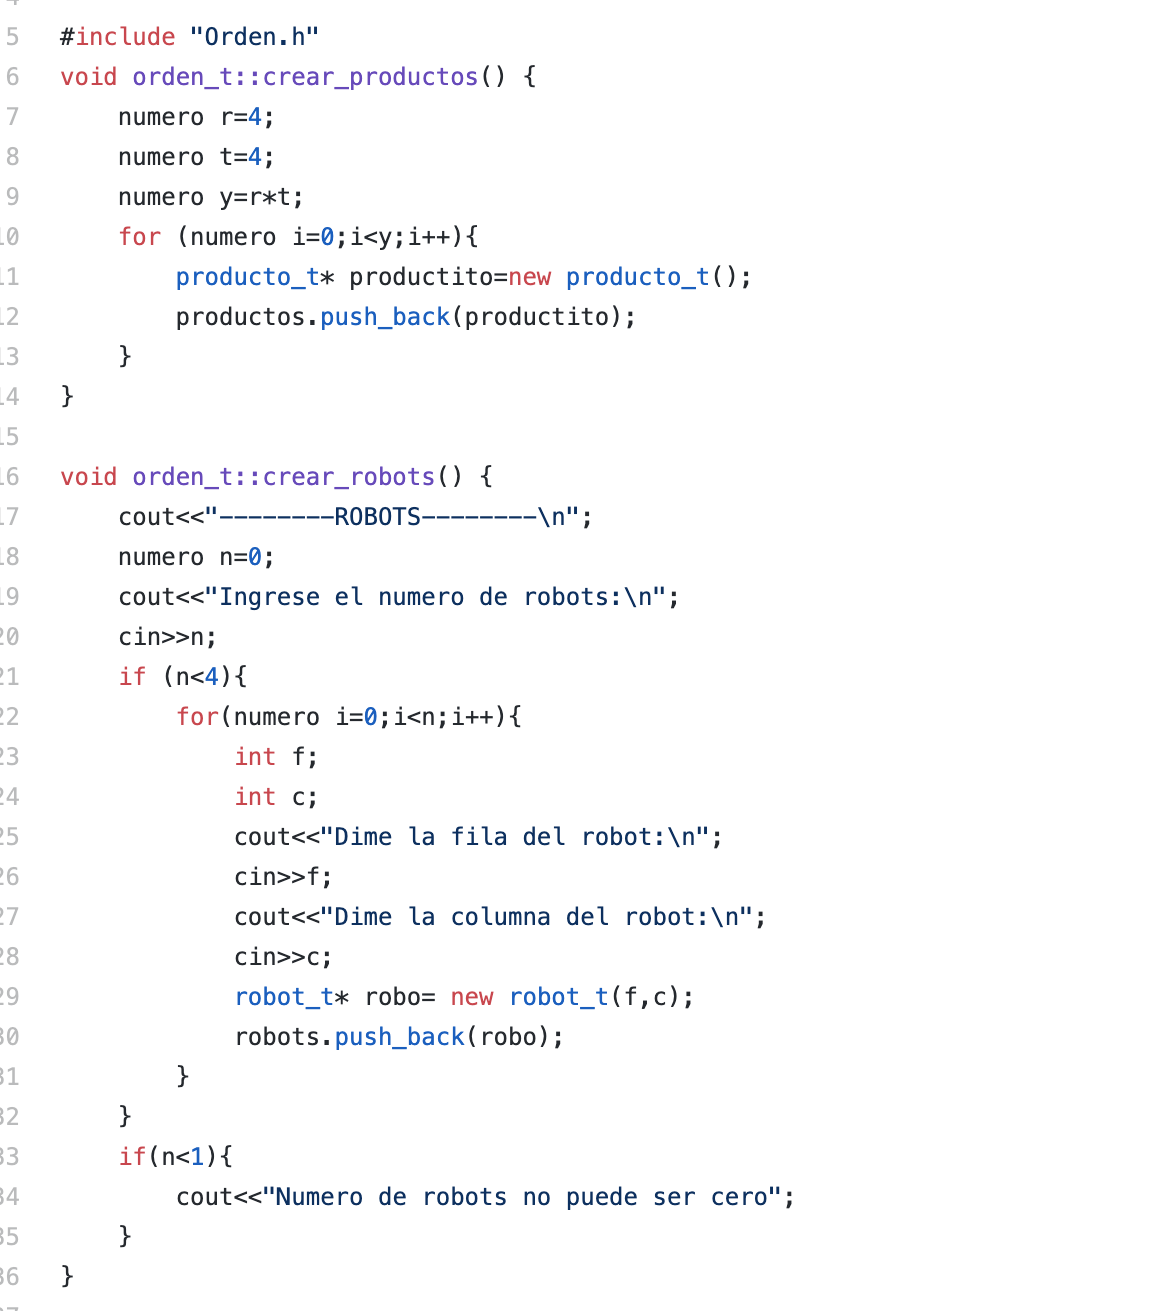 5 #include "Orden.h"
6 void orden_t::crear_productos() {
7 numero r=4;
8 numero t=4;
9 numero y=r*t;
10 for (numero i=0;i<y;i++){
11 producto_t* productito=new producto_t();
12 productos.push_back(productito);
13 }
14 }
15
16 void orden_t::crear_robots() {
17 cout<<"--------ROBOTS--------\n";
18 numero n=0;
19 cout<<"Ingrese el numero de robots:\n";
20 cin>>n;
21 if (n<4){
22 for(numero i=0;i<n;i++){
23 int f;
24 int c;
25 cout<<"Dime la fila del robot:\n";
26 cin>>f;
27 cout<<"Dime la columna del robot:\n";
28 cin>>c;
29 robot_t* robo= new robot_t(f,c);
30 robots.push_back(robo);
31 }
32 }
33 if(n<1){
34 cout<<"Numero de robots no puede ser cero";
35 }
36 }